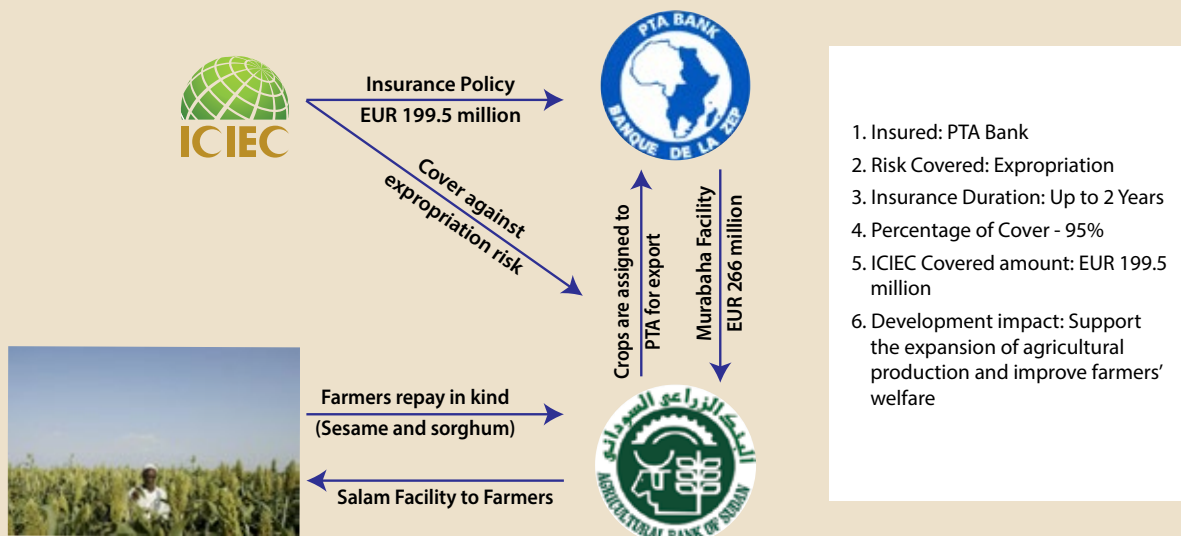 ICIEC
Insurance Policy
EUR 199.5 million
Cover against
expropriation risk
PTA BANK
BANQUE DE LA ZEP
Crops are assigned to
PTA for export
Murabaha Facility
EUR 266 million
Farmers repay in kind
(Sesame and sorghum)
Salam Facility to Farmers
البنك الزراعي السوداني
AGRICULTURAL BANK OF SUDAN
1. Insured: PTA Bank
2. Risk Covered: Expropriation
3. Insurance Duration: Up to 2 Years
4. Percentage of Cover - 95%
5. ICIEC Covered amount: EUR 199.5
million
6. Development impact: Support
the expansion of agricultural
production and improve farmers’
welfare